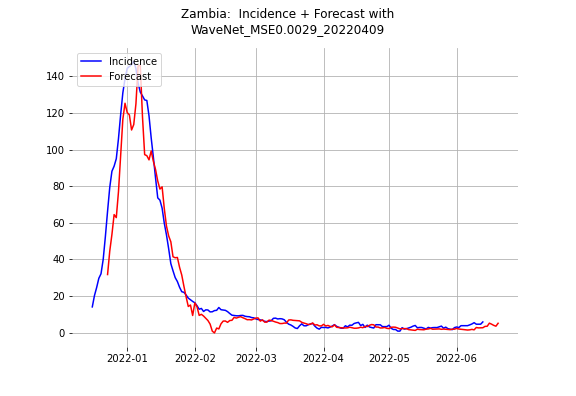 Zambia:  Incidence + Forecast with
WaveNet_MSE0.0029_20220409
Incidence
Forecast
140
120
100
80
60
40
20
0
2022-01 2022-02 2022-03 2022-04 2022-05 2022-06